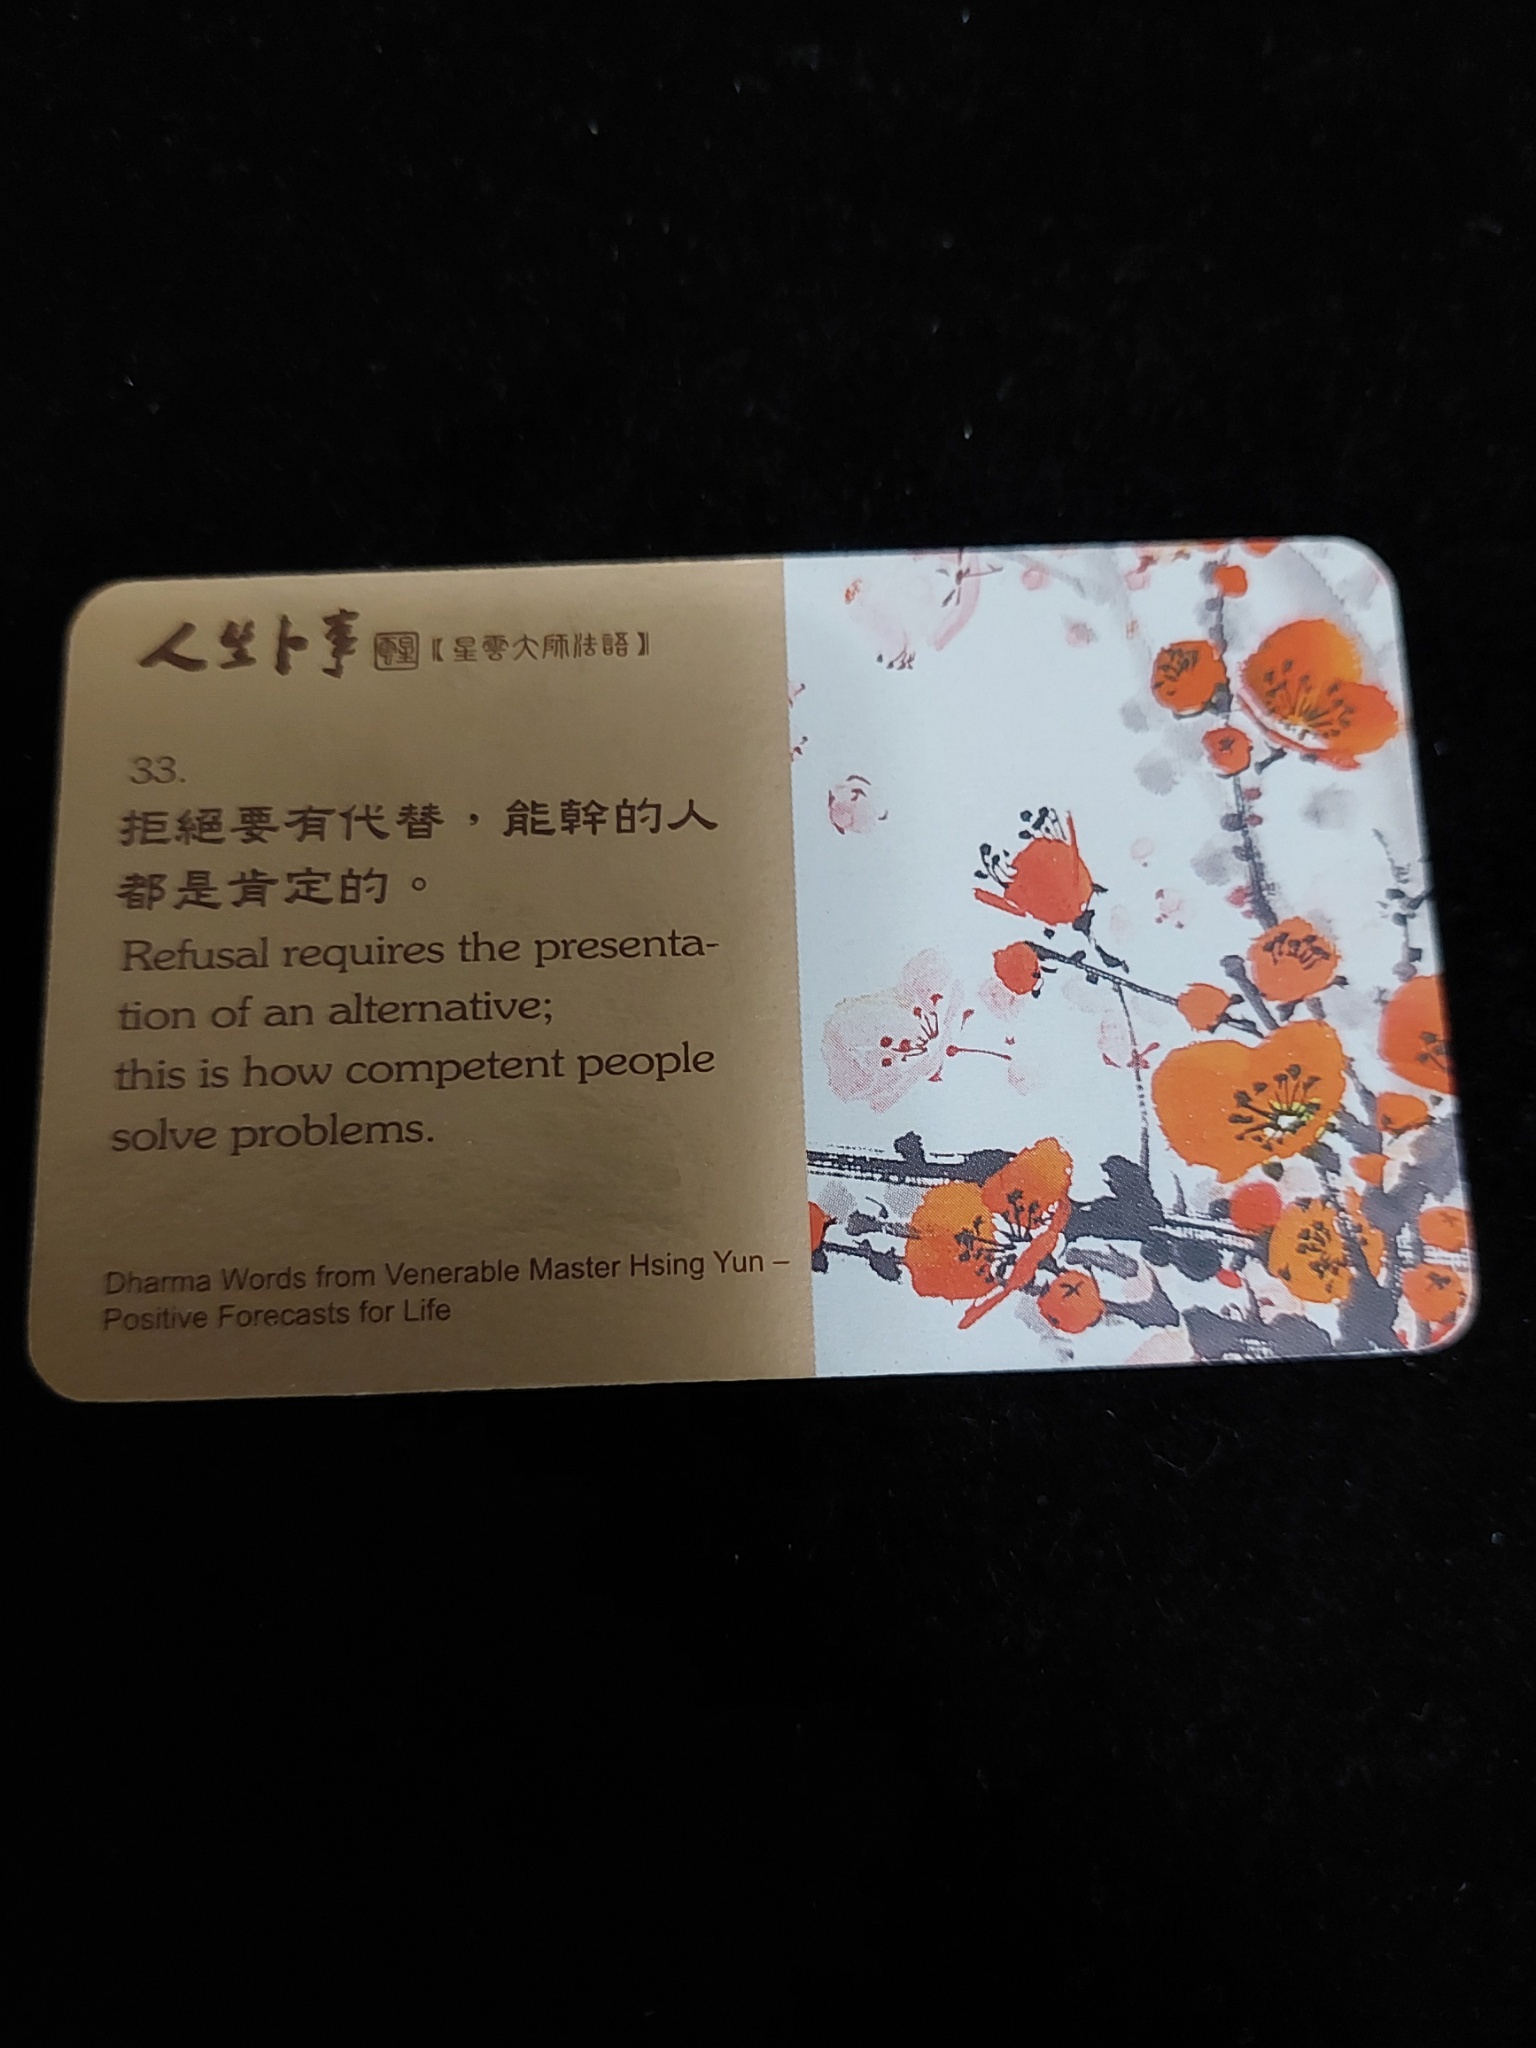 人生卜事【星雲大師法語】
33.
拒絕要有代替，能幹的人
都是肯定的。
Refusal requires the presenta-
tion of an alternative;
this is how competent people
solve problems.
Dharma Words from Venerable Master Hsing Yun –
Positive Forecasts for Life